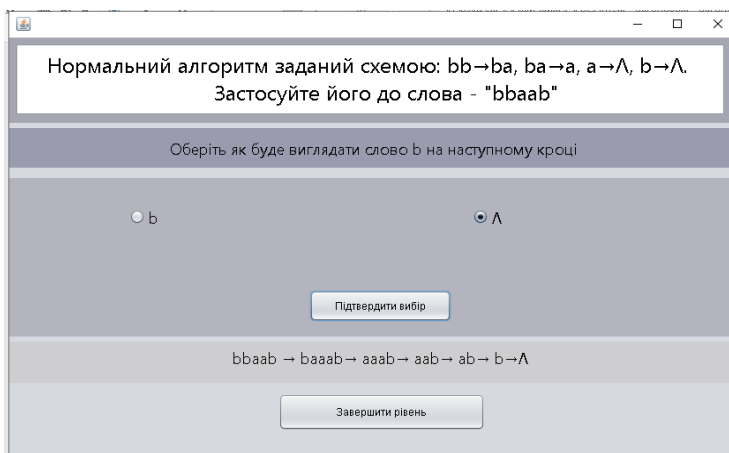 Нормальний алгоритм заданий схемою: bb→ba, ba→a, a→Λ, b→Λ.
Застосуйте його до слова - "bbaab"
Оберіть як буде виглядати слово b на наступному кроці
b
Λ
Підтвердити вибір
bbaab → baaab→ aaab→ aab→ ab→ b→Λ
Завершити рівень